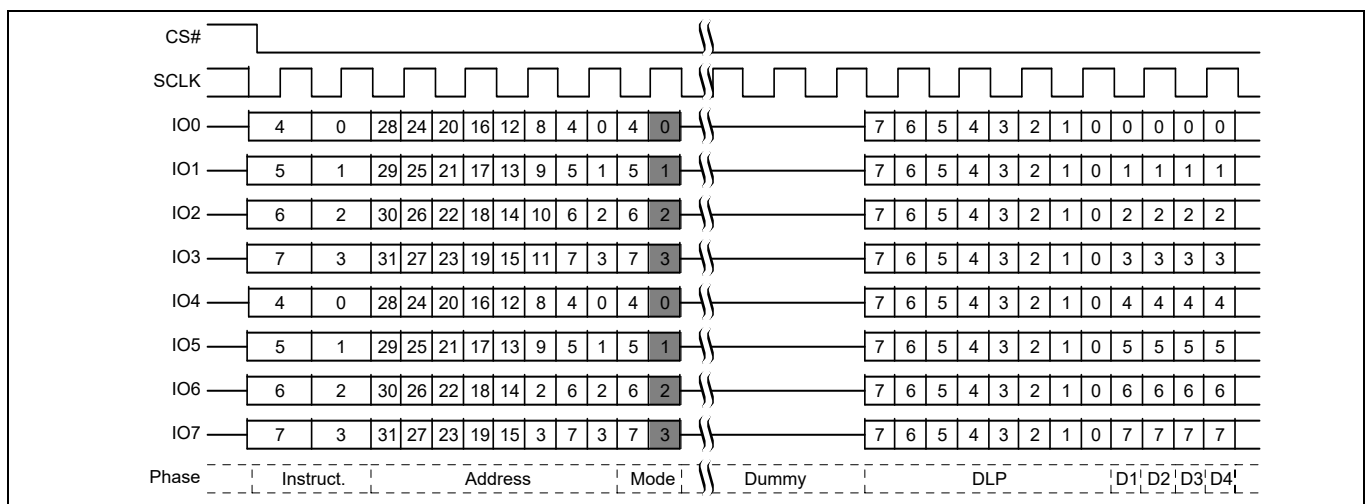 CS#
SCLK
IO0 4 0 28 24 20 16 12 8 4 0 4 0 7 6 5 4 3 2 1 0 0 0 0 0
IO1 5 1 29 25 21 17 13 9 5 1 5 1 7 6 5 4 3 2 1 0 1 1 1 1
IO2 6 2 30 26 22 18 14 10 6 2 6 2 7 6 5 4 3 2 1 0 2 2 2 2
IO3 7 3 31 27 23 19 15 11 7 3 7 3 7 6 5 4 3 2 1 0 3 3 3 3
IO4 4 0 28 24 20 16 12 8 4 0 4 0 7 6 5 4 3 2 1 0 4 4 4 4
IO5 5 1 29 25 21 17 13 9 5 1 5 1 7 6 5 4 3 2 1 0 5 5 5 5
IO6 6 2 30 26 22 18 14 2 6 2 6 2 7 6 5 4 3 2 1 0 6 6 6 6
IO7 7 3 31 27 23 19 15 3 7 3 7 3 7 6 5 4 3 2 1 0 7 7 7 7
Phase Instruct. Address Mode Dummy DLP D1 D2 D3 D4